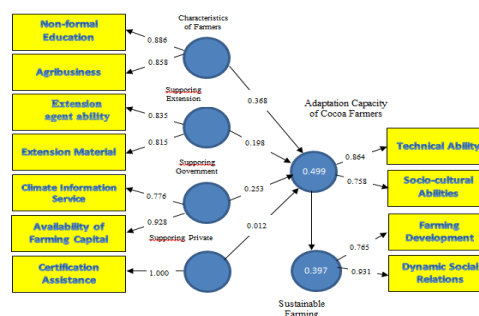 Non-formal
Education
Agribusiness
Extension
agent ability
Extension Material
Climate Information
Service
Availability of
Farming Capital
Certification
Assistance
0.886
0.858
0.835
0.815
0.776
0.928
1.000
Characteristics
of Farmers
Supporting
Extension
Supporting
Government
Supporting Private
0.368
0.198
0.253
0.012
Adaptation Capacity
of Cocoa Farmers
0.499
0.397
Sustainable
Farming
0.864
0.758
0.765
0.931
Technical Ability
Socio-cultural
Abilities
Farming
Development
Dynamic Social
Relations